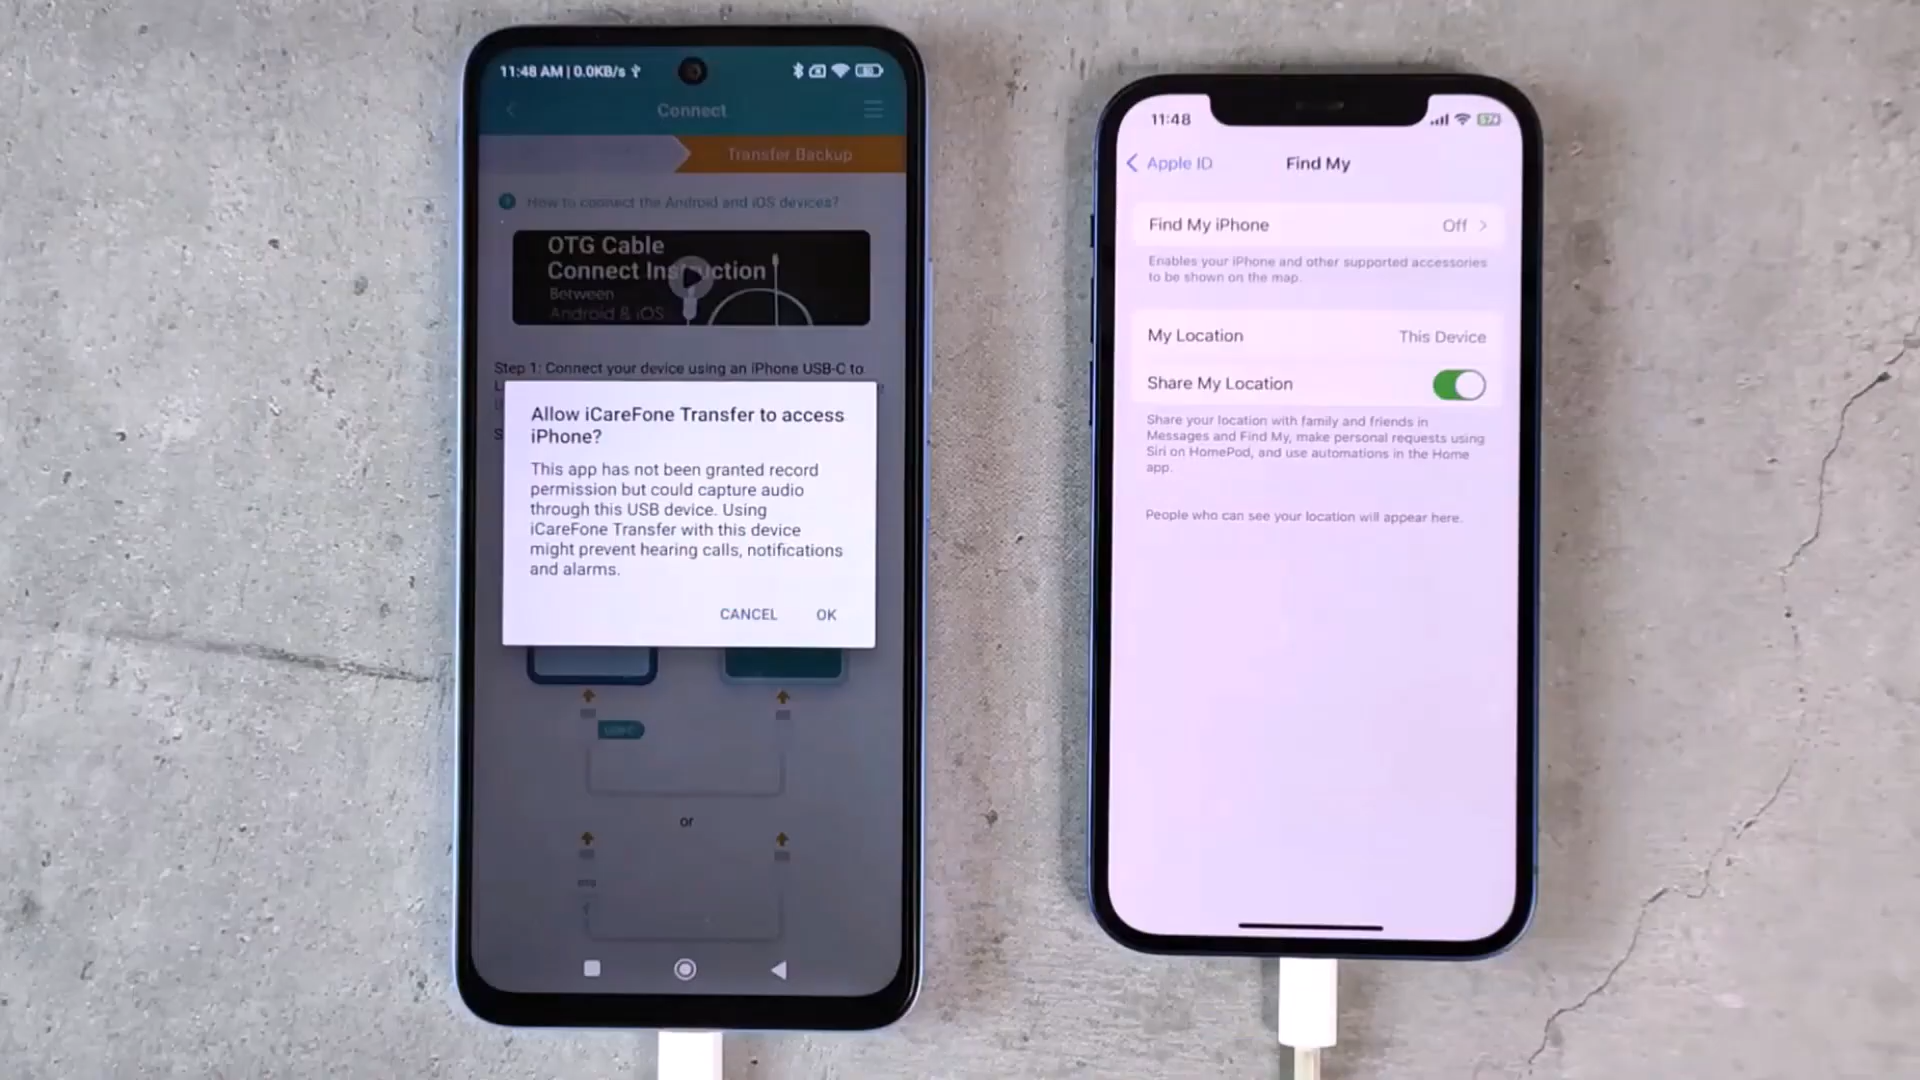 11:48 AM | 0.0KB/s
Connect
Transfer Backup
How to connect the Android and iOS devices?
OTG Cable
Connect Instruction
Between
Android & iOS
Step 1: Connect your device using an iPhone USB-C to
Allow iCareFone Transfer to access
iPhone?
This app has not been granted record
permission but could capture audio
through this USB device. Using
iCareFone Transfer with this device
might prevent hearing calls, notifications
and alarms.
CANCEL OK
or
11:48
57
Apple ID Find My
Find My iPhone Off
Enables your iPhone and other supported accessories
to be shown on the map.
My Location This Device
Share My Location
Share your location with family and friends in
Messages and Find My, make personal requests using
Siri on HomePod, and use automations in the Home
app.
People who can see your location will appear here.